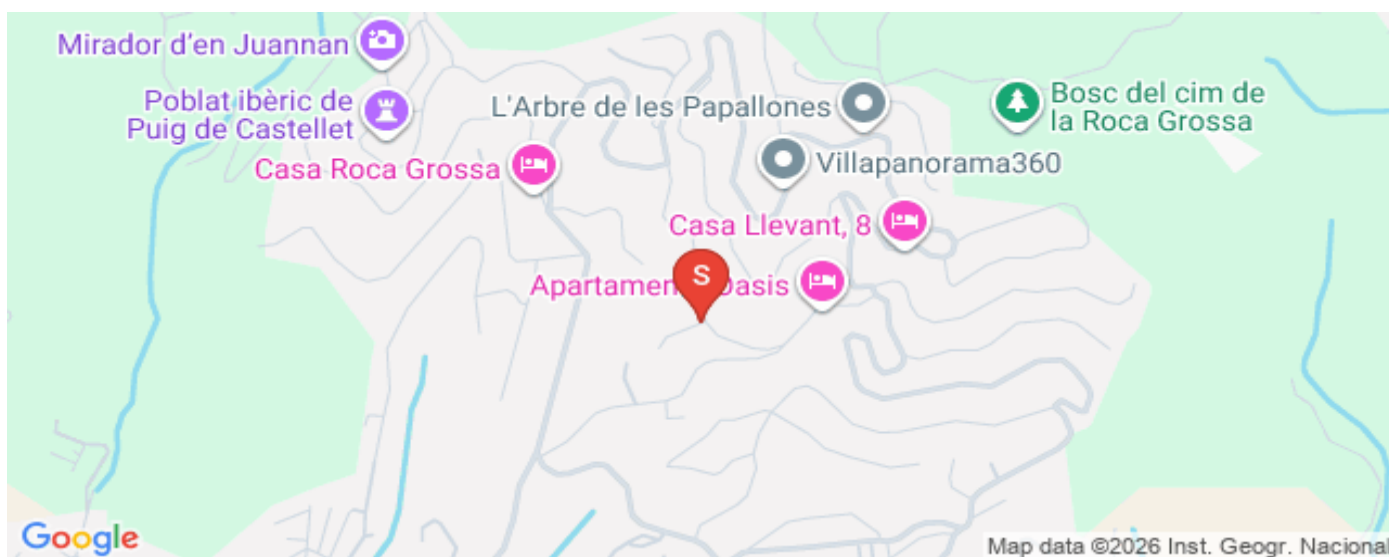 Mirador d'en Juannan
Poblat ibèric de
Puig de Castellet
L'Arbre de les Papallones
Bosc del cim de
la Roca Grossa
Casa Roca Grossa
Villapanorama360
Casa Llevant, 8
S
Oasis
Google
Map data ©2026 Inst. Geogr. Nacional